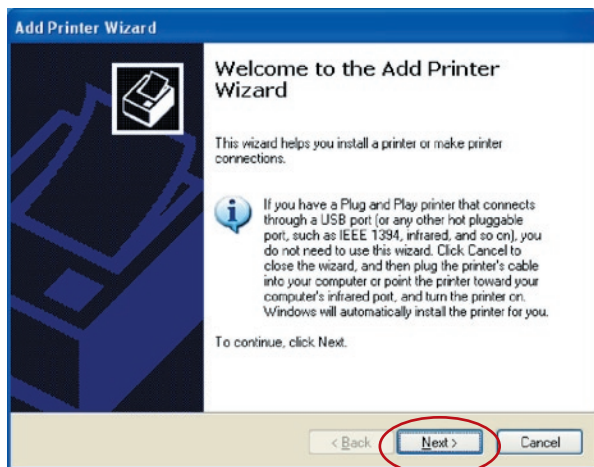 Add Printer Wizard
Welcome to the Add Printer
Wizard
This wizard helps you install a printer or make printer
connections.
If you have a Plug and Play printer that connects
through a USB port (or any other hot pluggable
port, such as IEEE 1394, infrared, and so on), you
do not need to use this wizard. Click Cancel to
close the wizard, and then plug the printer's cable
into your computer or point the printer toward your
computer's infrared port, and turn the printer on.
Windows will automatically install the printer for you.
To continue, click Next.
< Back Next > Cancel